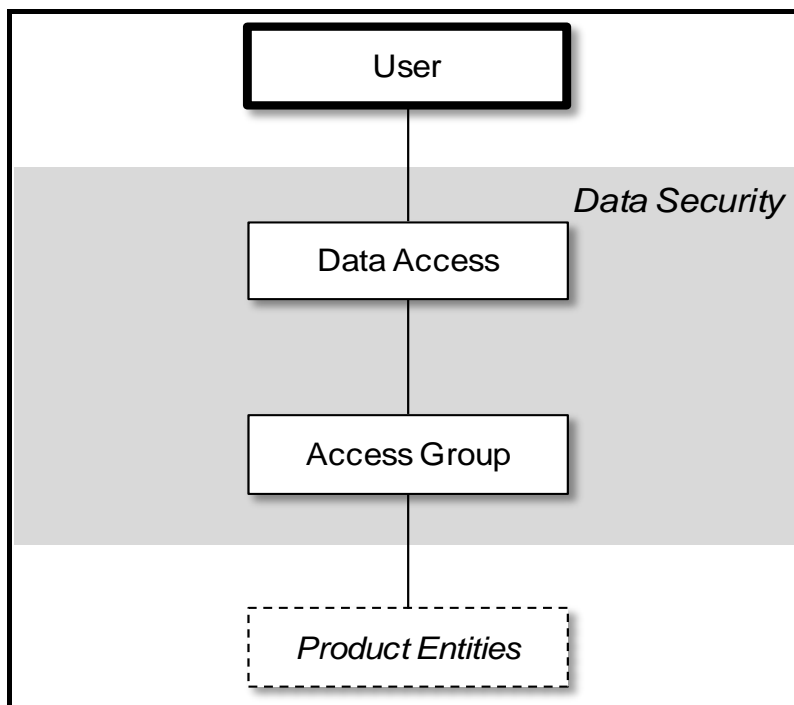 User
Data Security
Data Access
Access Group
Product Entities